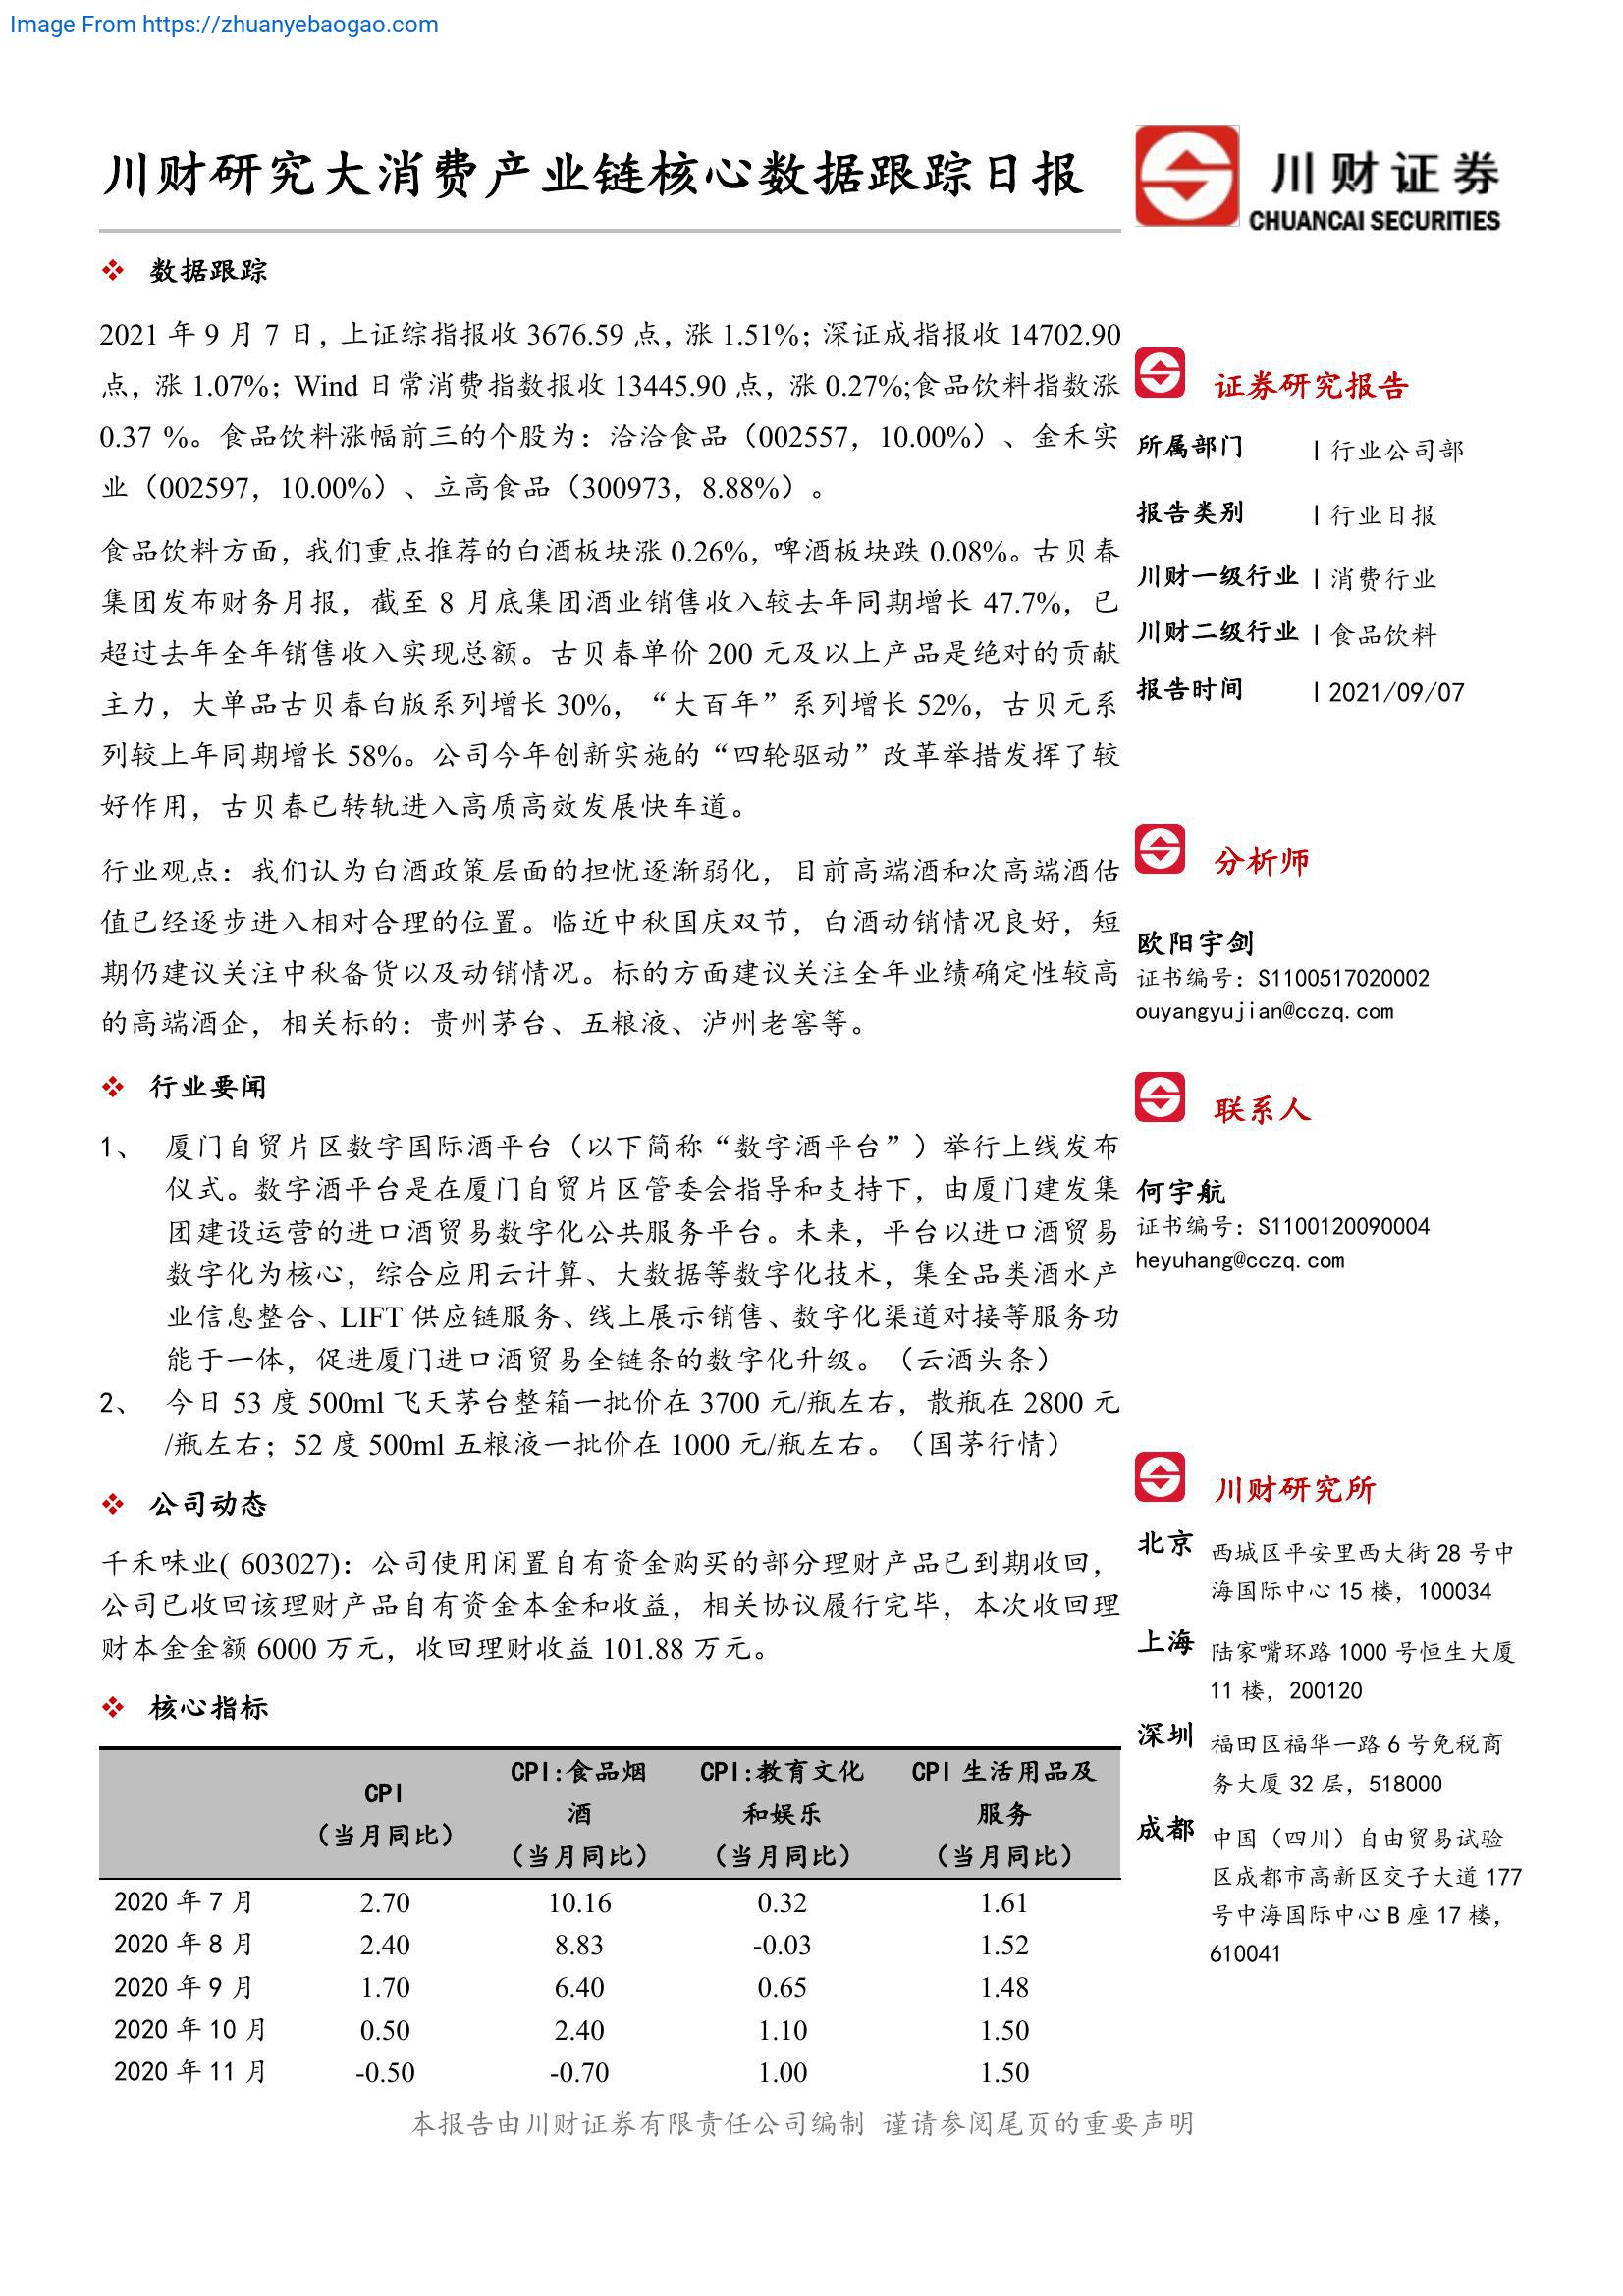 Image From https://zhuanyebaogao.com
川财研究大消费产业链核心数据跟踪日报
川财证券
CHUANCAI SECURITIES
数据跟踪
2021 年 9 月 7 日，上证综指报收 3676.59 点，涨 1.51%；深证成指报收 14702.90
点，涨 1.07%；Wind 日常消费指数报收 13445.90 点，涨 0.27%;食品饮料指数涨
0.37 %。食品饮料涨幅前三的个股为：洽洽食品（002557，10.00%）、金禾实
业（002597，10.00%）、立高食品（300973，8.88%）。
食品饮料方面，我们重点推荐的白酒板块涨 0.26%，啤酒板块跌 0.08%。古贝春
集团发布财务月报，截至 8 月底集团酒业销售收入较去年同期增长 47.7%，已
超过去年全年销售收入实现总额。古贝春单价 200 元及以上产品是绝对的贡献
主力，大单品古贝春白版系列增长 30%，“大百年”系列增长 52%，古贝元系
列较上年同期增长 58%。公司今年创新实施的“四轮驱动”改革举措发挥了较
好作用，古贝春已转轨进入高质高效发展快车道。
行业观点：我们认为白酒政策层面的担忧逐渐弱化，目前高端酒和次高端酒估
值已经逐步进入相对合理的位置。临近中秋国庆双节，白酒动销情况良好，短
期仍建议关注中秋备货以及动销情况。标的方面建议关注全年业绩确定性较高
的高端酒企，相关标的：贵州茅台、五粮液、泸州老窖等。
行业要闻
1、 厦门自贸片区数字国际酒平台（以下简称“数字酒平台”）举行上线发布
仪式。数字酒平台是在厦门自贸片区管委会指导和支持下，由厦门建发集
团建设运营的进口酒贸易数字化公共服务平台。未来，平台以进口酒贸易
数字化为核心，综合应用云计算、大数据等数字化技术，集全品类酒水产
业信息整合、LIFT 供应链服务、线上展示销售、数字化渠道对接等服务功
能于一体，促进厦门进口酒贸易全链条的数字化升级。（云酒头条）
2、 今日 53 度 500ml 飞天茅台整箱一批价在 3700 元/瓶左右，散瓶在 2800 元
/瓶左右；52 度 500ml 五粮液一批价在 1000 元/瓶左右。（国茅行情）
公司动态
千禾味业( 603027)：公司使用闲置自有资金购买的部分理财产品已到期收回，
公司已收回该理财产品自有资金本金和收益，相关协议履行完毕，本次收回理
财本金金额 6000 万元，收回理财收益 101.88 万元。
核心指标
CPI
（当月同比）
CPI:食品烟
酒
（当月同比）
CPI:教育文化
和娱乐
（当月同比）
CPI 生活用品及
服务
（当月同比）
2020 年 7 月 2.70 10.16 0.32 1.61
2020 年 8 月 2.40 8.83 -0.03 1.52
2020 年 9 月 1.70 6.40 0.65 1.48
2020 年 10 月 0.50 2.40 1.10 1.50
2020 年 11 月 -0.50 -0.70 1.00 1.50
证券研究报告
所属部门 | 行业公司部
报告类别 | 行业日报
川财一级行业 | 消费行业
川财二级行业 | 食品饮料
报告时间 | 2021/09/07
分析师
欧阳宇剑
证书编号：S1100517020002
ouyangyujian@cczq.com
联系人
何宇航
证书编号：S1100120090004
heyuhang@cczq.com
川财研究所
北京 西城区平安里西大街 28 号中
海国际中心 15 楼，100034
上海 陆家嘴环路 1000 号恒生大厦
11 楼，200120
深圳 福田区福华一路 6 号免税商
务大厦 32 层，518000
成都 中国（四川）自由贸易试验
区成都市高新区交子大道 177
号中海国际中心 B 座 17 楼，
610041
本报告由川财证券有限责任公司编制 谨请参阅尾页的重要声明